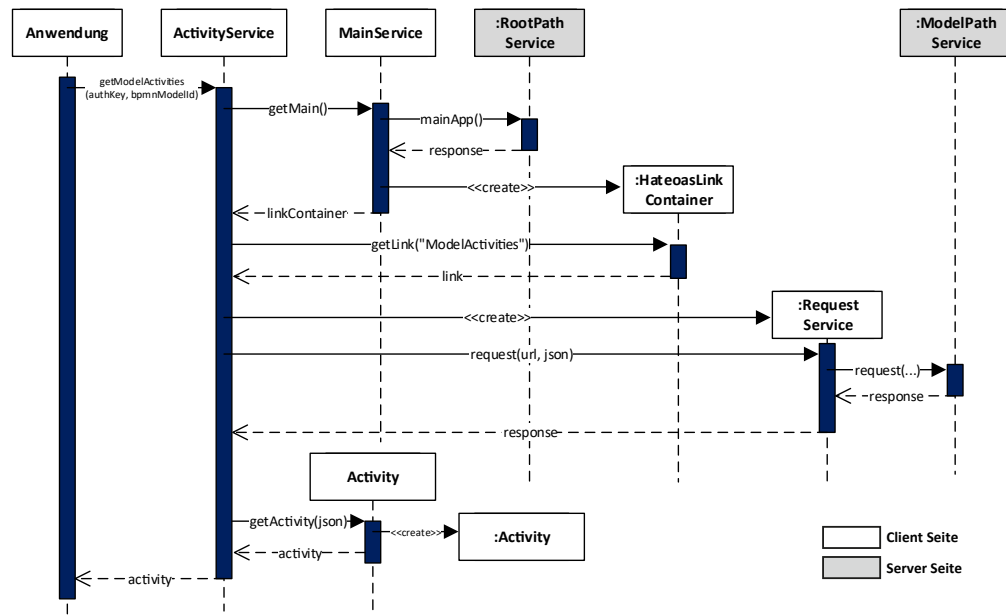 Anwendung
ActivityService
MainService
:RootPath
Service
:ModelPath
Service
getModelActivities
(authKey, bpmnModelId)
getMain()
mainApp()
response
<<create>>
:HateoasLink
Container
linkContainer
getLink("ModelActivities")
link
<<create>>
:Request
Service
request(url, json)
request(...)
response
response
Activity
getActivity(json)
<<create>>
:Activity
activity
activity
Client Seite
Server Seite